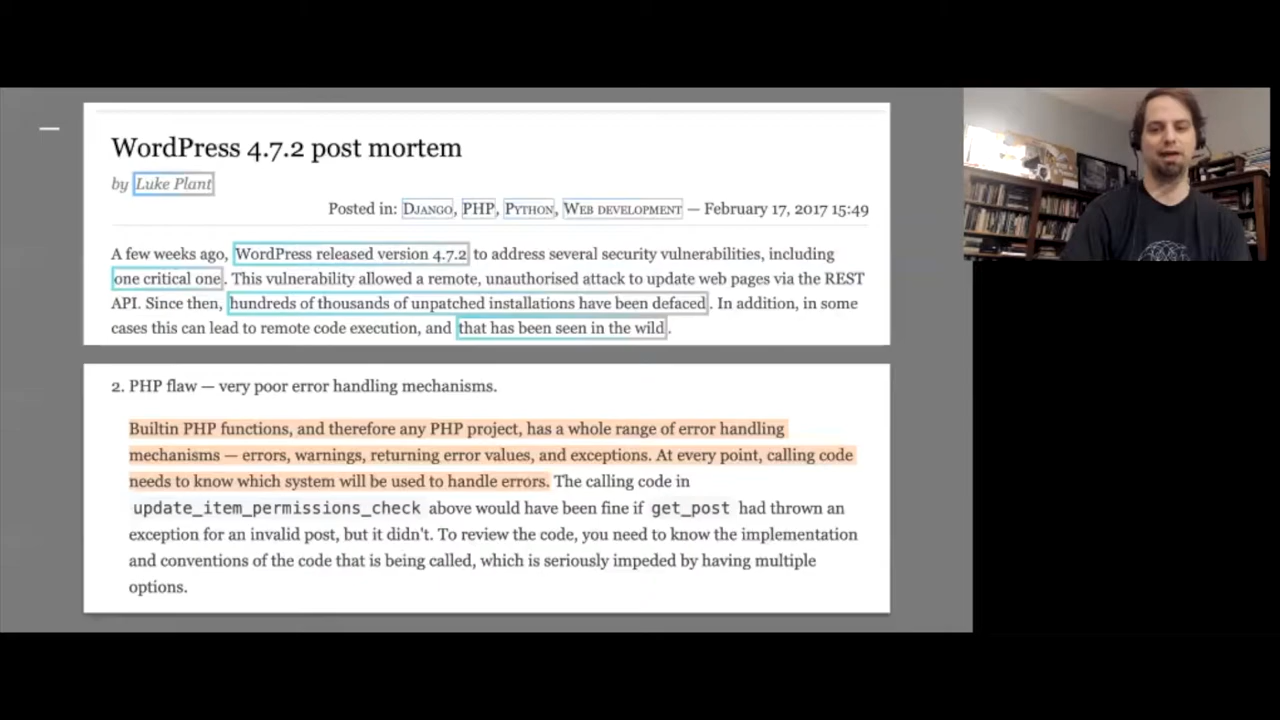 WordPress 4.7.2 post mortem
by Luke Plant
Posted in: Django, PHP, Python, Web development — February 17, 2017 15:49
A few weeks ago, WordPress released version 4.7.2 to address several security vulnerabilities, including
one critical one. This vulnerability allowed a remote, unauthorised attack to update web pages via the REST
API. Since then, hundreds of thousands of unpatched installations have been defaced. In addition, in some
cases this can lead to remote code execution, and that has been seen in the wild.
2. PHP flaw — very poor error handling mechanisms.
Builtin PHP functions, and therefore any PHP project, has a whole range of error handling
mechanisms — errors, warnings, returning error values, and exceptions. At every point, calling code
needs to know which system will be used to handle errors. The calling code in
update_item_permissions_check above would have been fine if get_post had thrown an
exception for an invalid post, but it didn't. To review the code, you need to know the implementation
and conventions of the code that is being called, which is seriously impeded by having multiple
options.